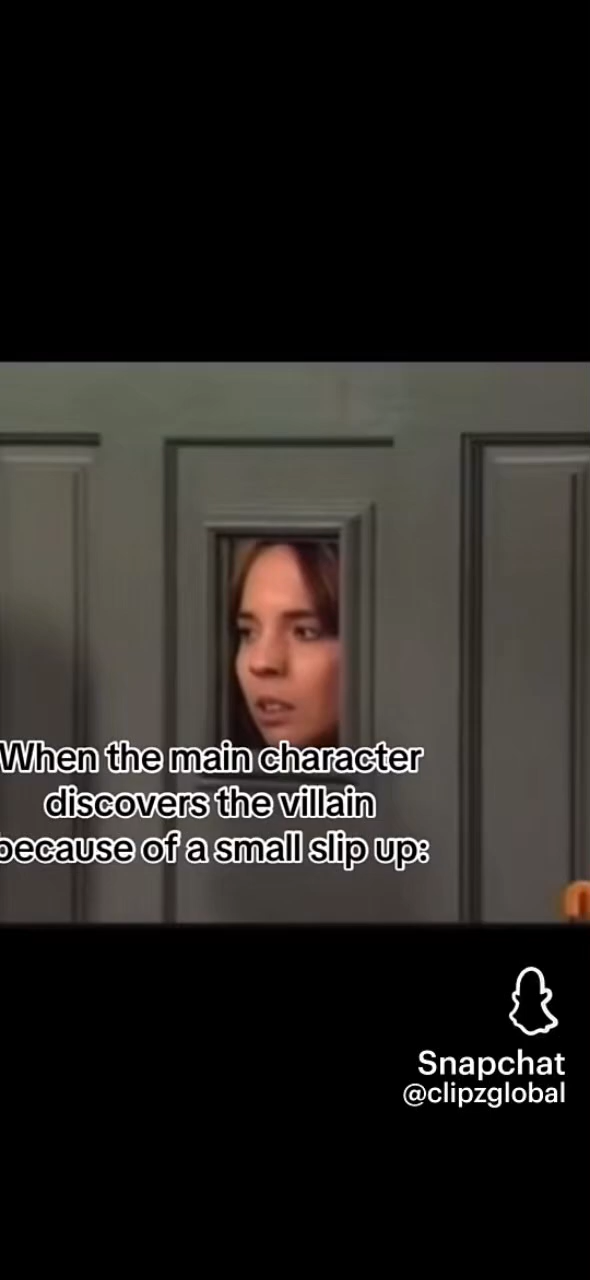 When the main character
discovers the villain
because of a small slip up:
Snapchat
@clipzglobal